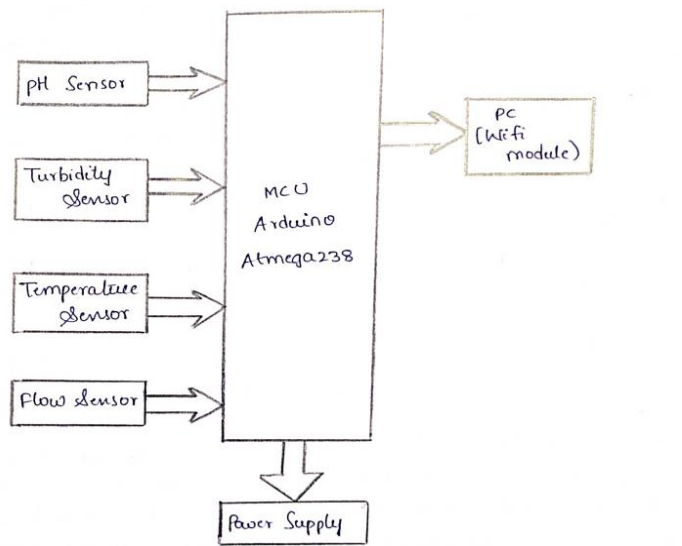 pH Sensor
Turbidity
Sensor
Temperature
Sensor
Flow Sensor
MCU
Arduino
Atmega238
PC
(Wifi
module)
Power Supply